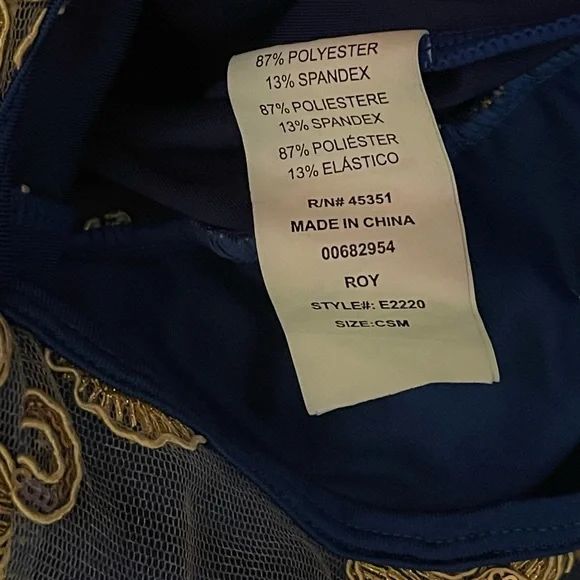 87% POLYESTER
13% SPANDEX
87% POLIESTERE
13% SPANDEX
87% POLIÉSTER
13% ELÁSTICO
R/N# 45351
MADE IN CHINA
00682954
ROY
STYLE#: E2220
SIZE:CSM